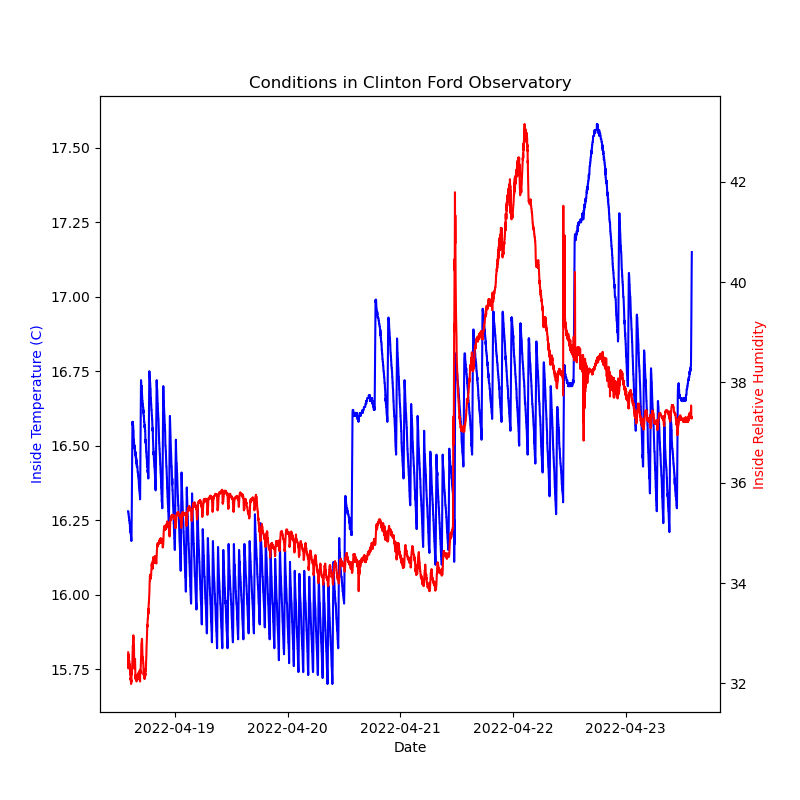 Conditions in Clinton Ford Observatory
17.50
17.25
17.00
16.75
16.50
16.25
16.00
15.75
Inside Temperature (C)
42
40
38
36
34
32
Inside Relative Humidity
2022-04-19 2022-04-20 2022-04-21 2022-04-22 2022-04-23
Date